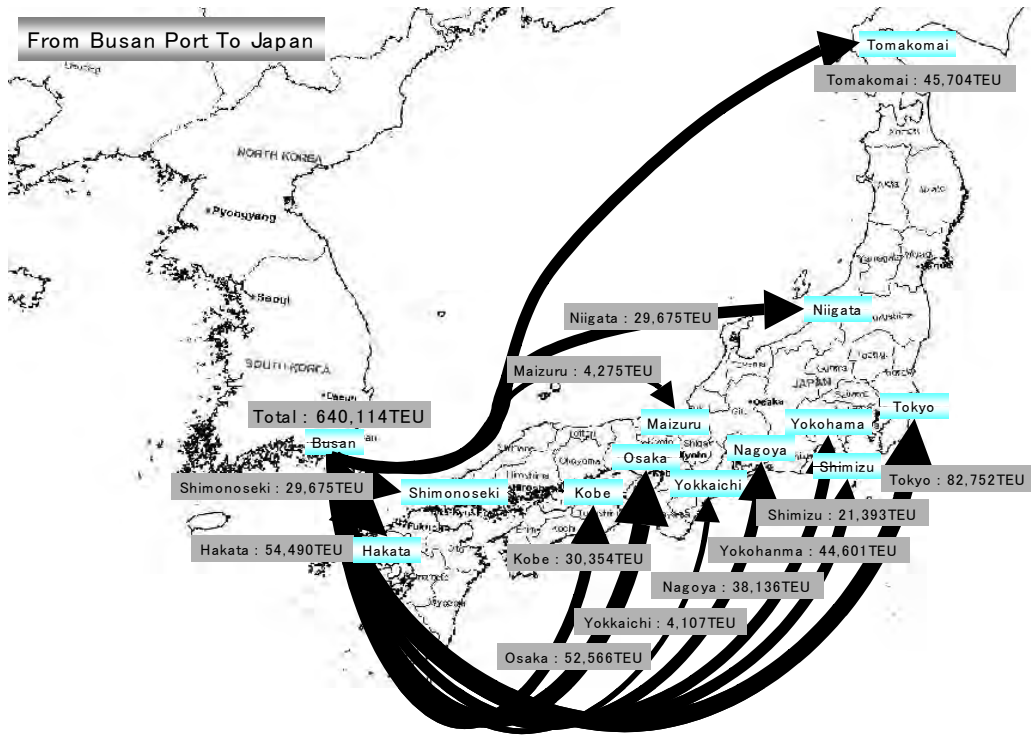 From Busan Port To Japan
Tomakomai
Tomakomai : 45,704TEU
NORTH KOREA
Pyongyang
Seoul
Niigata : 29,675TEU
Niigata
SOUTH KOREA
Maizuru : 4,275TEU
JAPAN
Total : 640,114TEU
Busan
Maizuru
Yokohama
Tokyo
Osaka
Nagoya
Shimizu
Shimonoseki : 29,675TEU
Shimonoseki
Kobe
Yokkaichi
Tokyo : 82,752TEU
Shimizu : 21,393TEU
Hakata : 54,490TEU
Hakata
Kobe : 30,354TEU
Yokohanma : 44,601TEU
Nagoya : 38,136TEU
Yokkaichi : 4,107TEU
Osaka : 52,566TEU